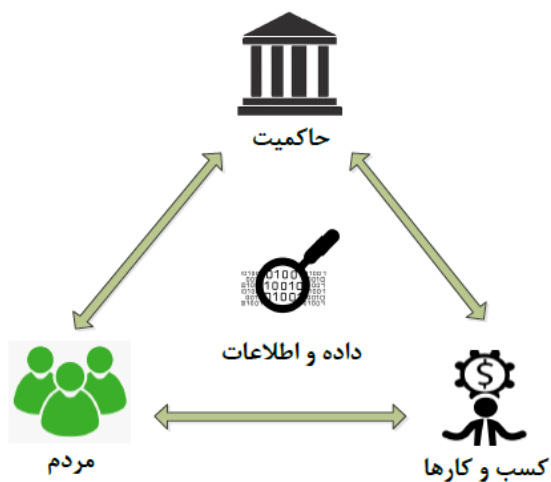 حاکمیت
داده و اطلاعات
مردم
کسب و کارها